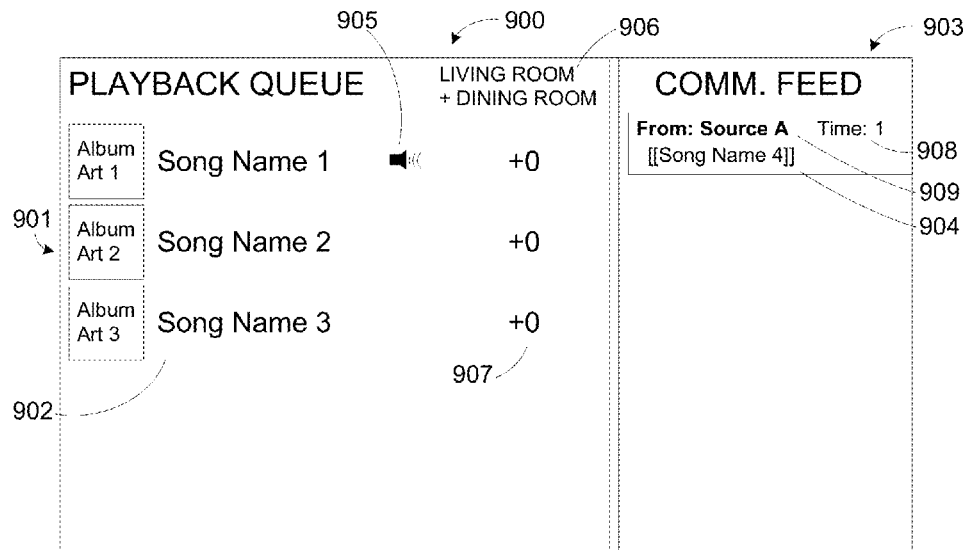 905
900
906
903
PLAYBACK QUEUE
LIVING ROOM
+ DINING ROOM
COMM. FEED
Album
Art 1
Song Name 1
+0
From: Source A Time: 1
[[Song Name 4]]
908
909
904
901
Album
Art 2
Song Name 2
+0
Album
Art 3
Song Name 3
+0
907
902